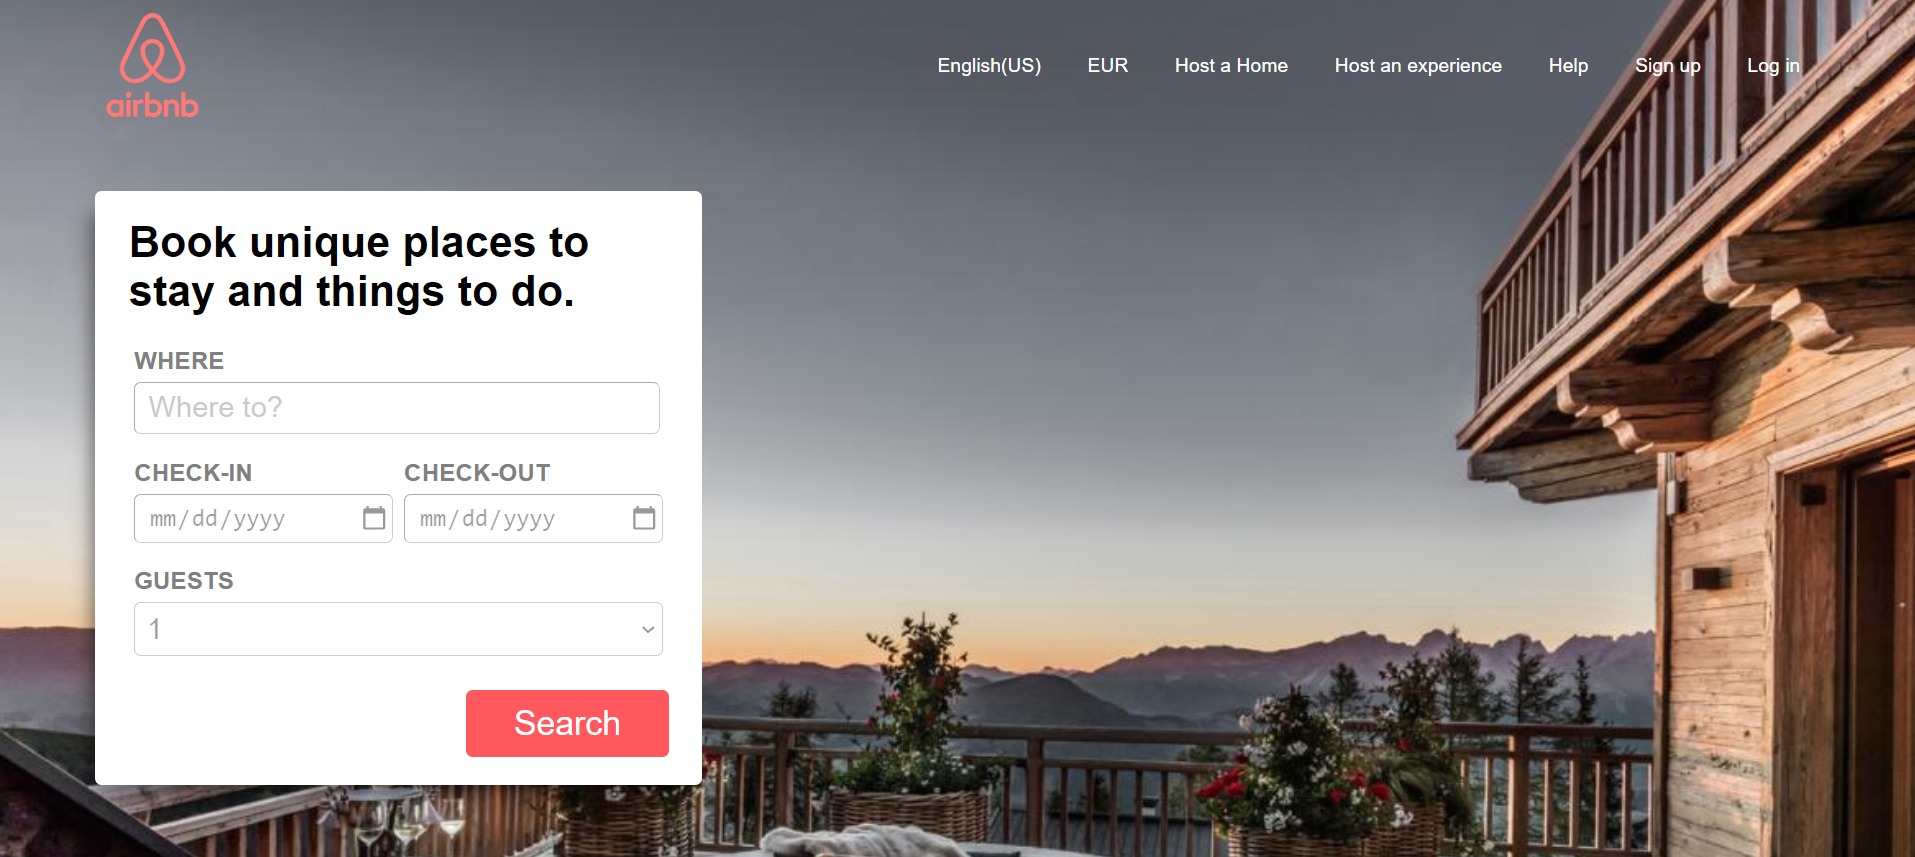 airbnb
English(US) EUR Host a Home Host an experience Help Sign up Log in
Book unique places to
stay and things to do.
WHERE
Where to?
CHECK-IN CHECK-OUT
mm/dd/yyyy mm/dd/yyyy
GUESTS
1
Search